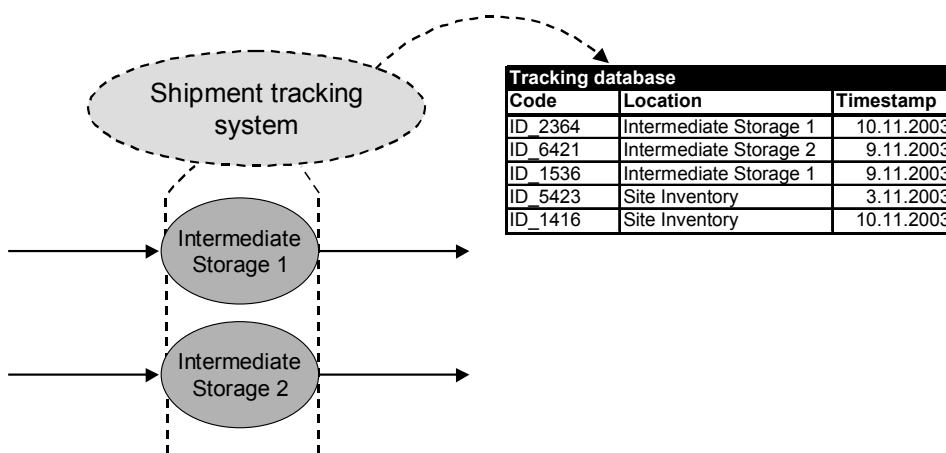 Shipment tracking
system
Tracking database
Code Location Timestamp
ID_2364 Intermediate Storage 1 10.11.2003
ID_6421 Intermediate Storage 2 9.11.2003
ID_1536 Intermediate Storage 1 9.11.2003
ID_5423 Site Inventory 3.11.2003
ID_1416 Site Inventory 10.11.2003
Intermediate
Storage 1
Intermediate
Storage 2